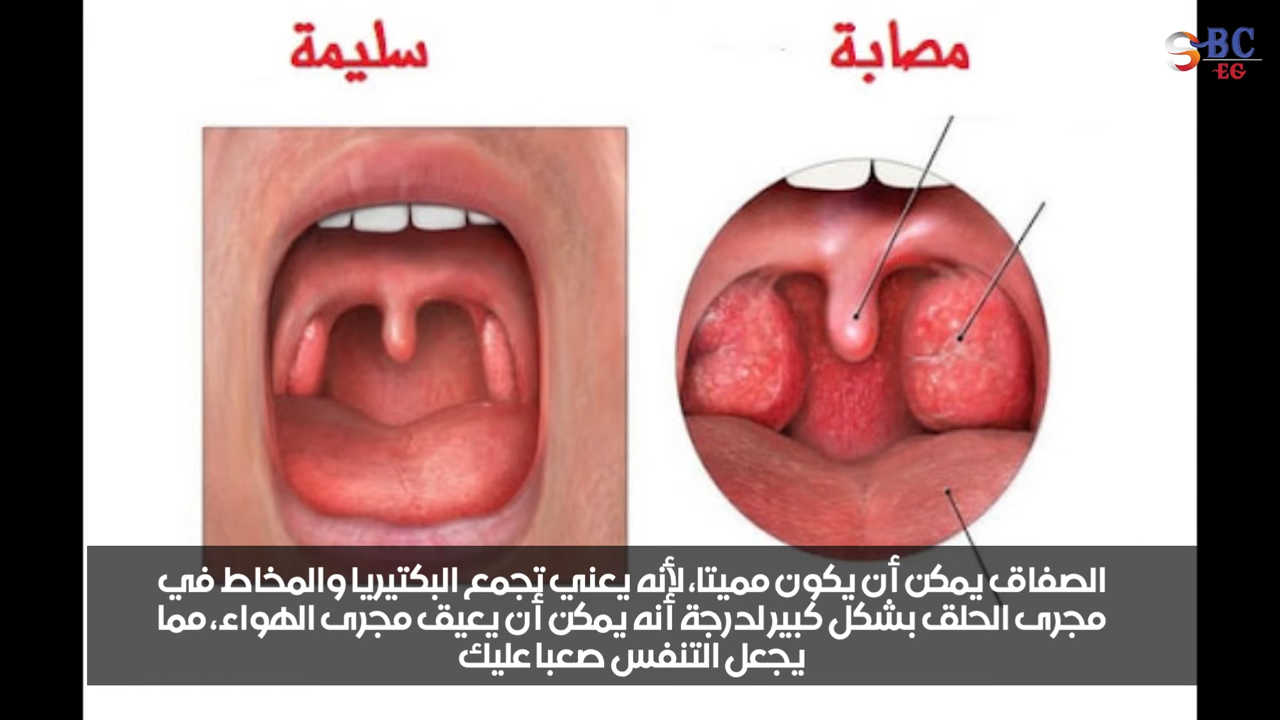 مصابة
سليمة
SBC
EG
الصفاق يمكن أن يكون مميتا، لأنه يعني تجمع البكتيريا والمخاط في
مجرى الحلق بشكل كبير لدرجة أنه يمكن أن يعيق مجرى الهواء، مما
يجعل التنفس صعبا عليك